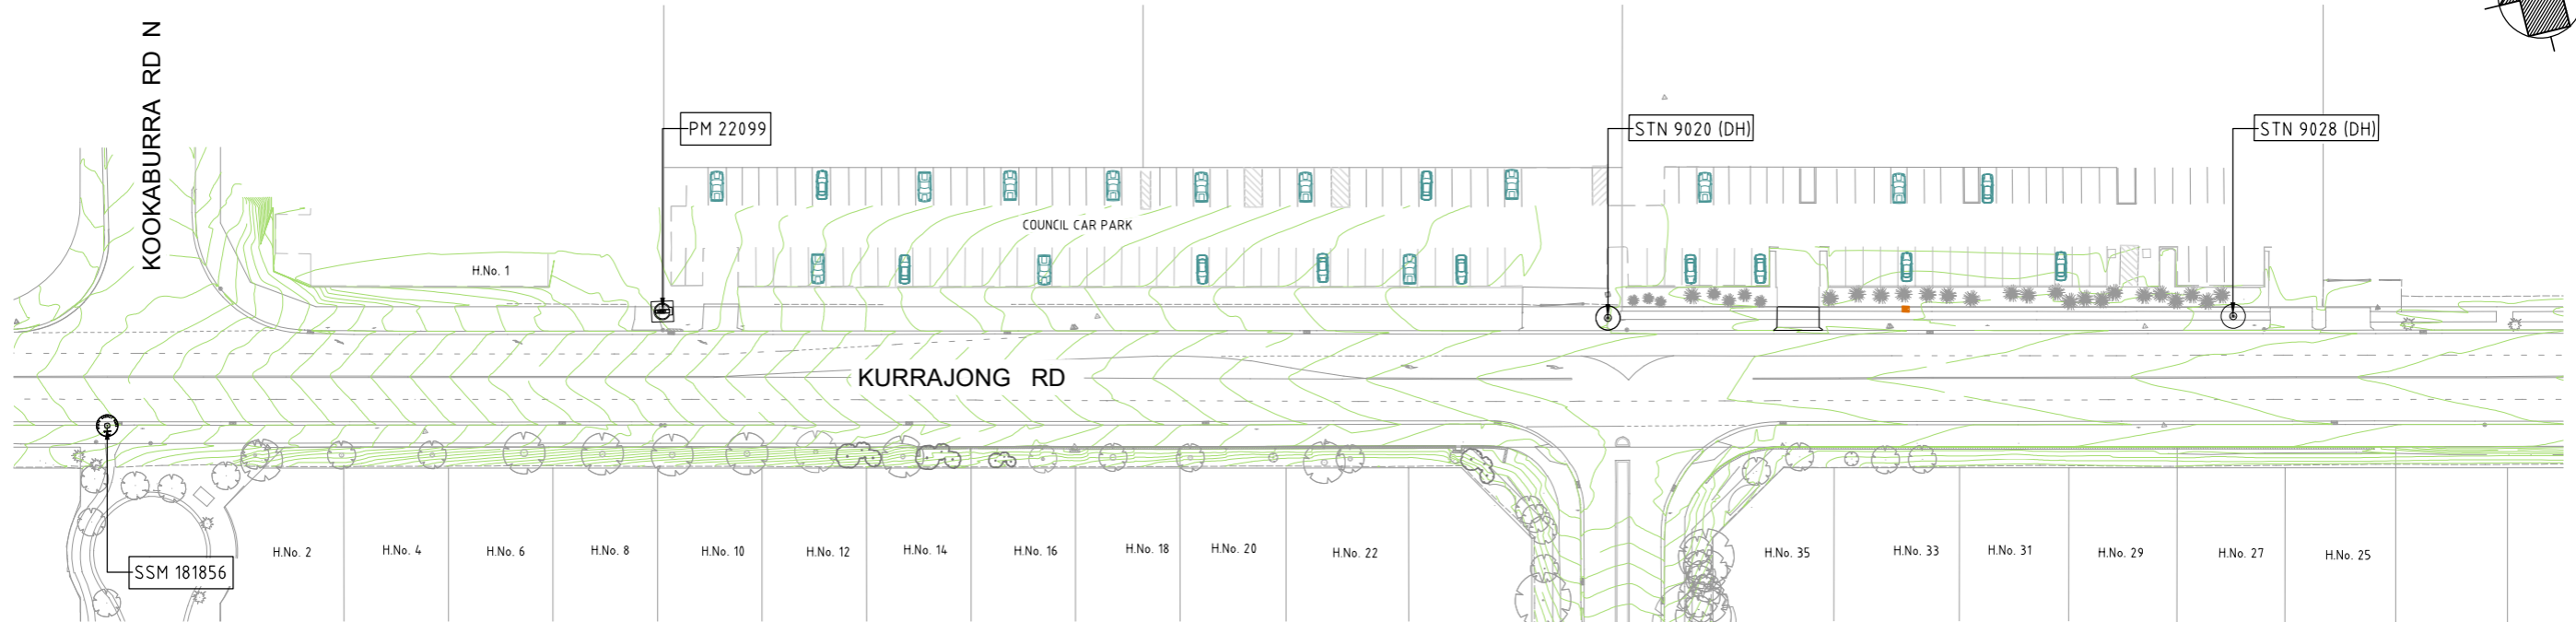 KOOKABURRA RD N
PM 22099
STN 9020 (DH)
STN 9028 (DH)
COUNCIL CAR PARK
H.No. 1
KURRAJONG RD
H.No. 2
H.No. 4
H.No. 6
H.No. 8
H.No. 10
H.No. 12
H.No. 14
H.No. 16
H.No. 18
H.No. 20
H.No. 22
H.No. 35
H.No. 33
H.No. 31
H.No. 29
H.No. 27
H.No. 25
SSM 181856